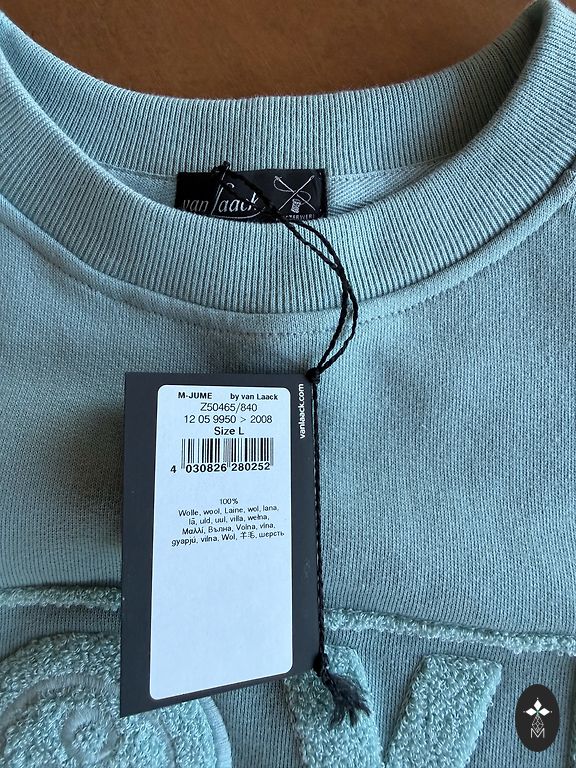 van Laack
M-JUME by van Laack
Z50465/840
12 05 9950 > 2008
Size L
4 030826 280252
100%
Wolle, wool, Laine, wol, lana,
lã, uld, uul, villa, wełna,
Μαλλί, Вълна, Volna, vlna,
gyapjú, vilna, Wol, 羊毛, шерсть
vanlaack.com
M